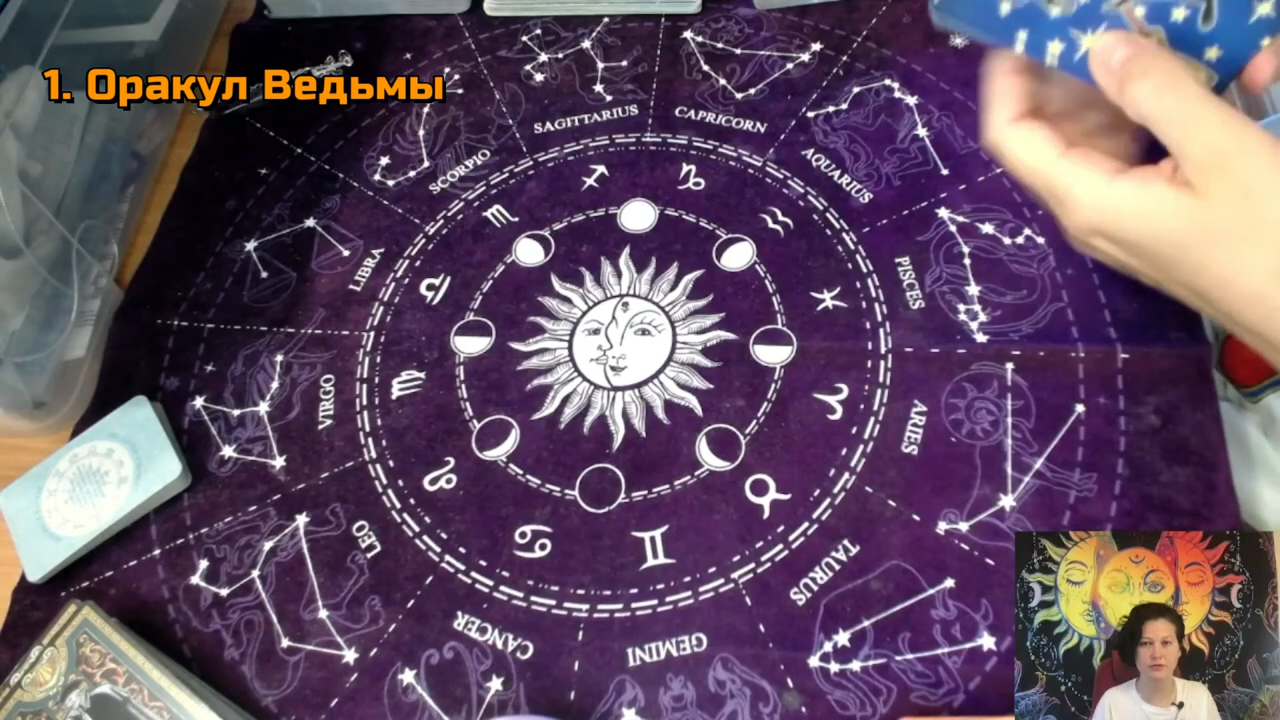 1. Оракул Ведьмы
SAGITTARIUS
CAPRICORN
SCORPIO
AQUARIUS
LIBRA
PISCES
VIRGO
ARIES
LEO
TAURUS
CANCER
GEMINI